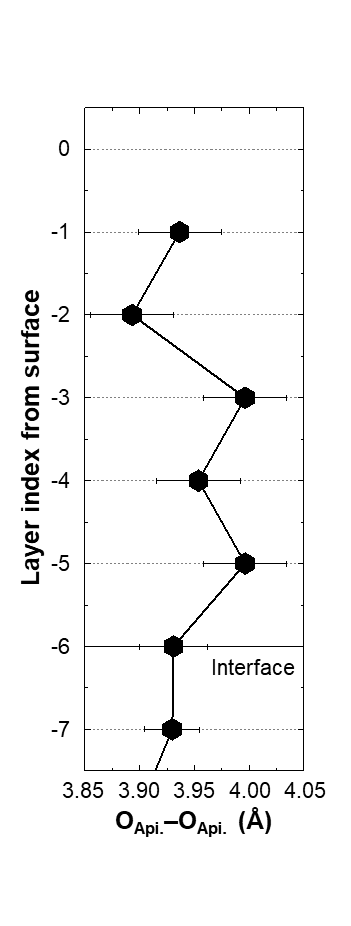 0
-1
-2
-3
-4
-5
-6
-7
Layer index from surface
Interface
3.85 3.90 3.95 4.00 4.05
OApi.–OApi. (Å)